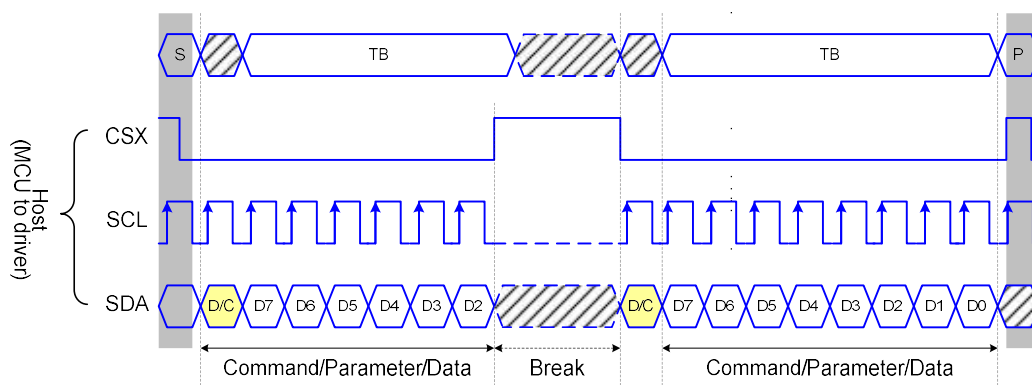 S TB TB P
CSX
Host
(MCU to driver)
SCL
SDA D/C D7 D6 D5 D4 D3 D2 D/C D7 D6 D5 D4 D3 D2 D1 D0
Command/Parameter/Data Break Command/Parameter/Data